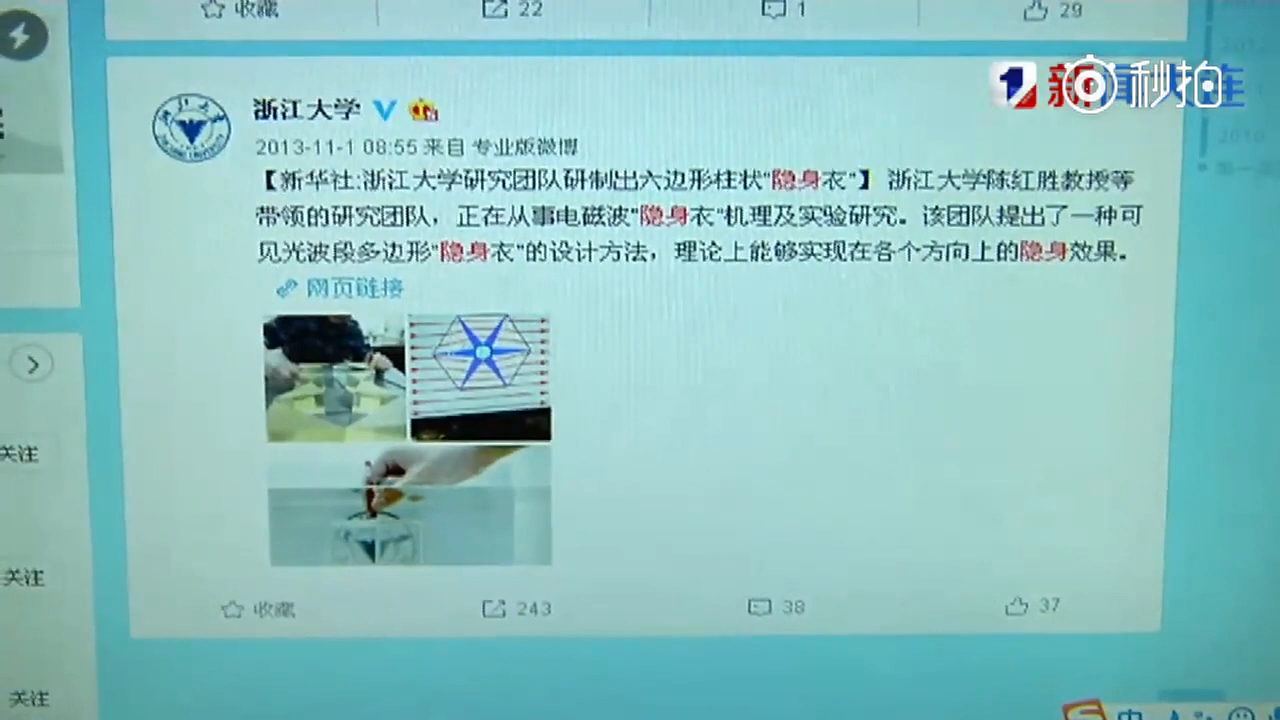 收藏
22
1
29
新
秒拍
连
浙江大学
2013-11-1 08:55 来自 专业版微博
【新华社:浙江大学研究团队研制出六边形柱状"隐身衣"】 浙江大学陈红胜教授等
带领的研究团队，正在从事电磁波"隐身衣"机理及实验研究。该团队提出了一种可
见光波段多边形"隐身衣"的设计方法，理论上能够实现在各个方向上的隐身效果。
网页链接
收藏
243
38
37
关注
关注
关注
中